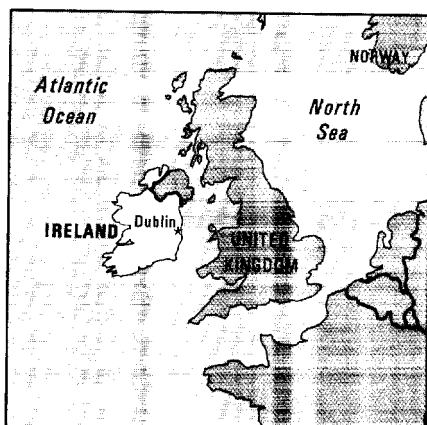 NORWAY
Atlantic
Ocean
North
Sea
IRELAND
Dublin
UNITED
KINGDOM